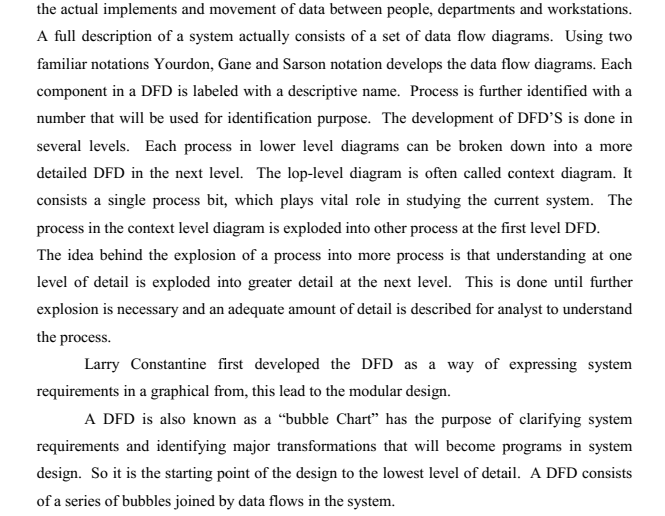 the actual implements and movement of data between people, departments and workstations.
A full description of a system actually consists of a set of data flow diagrams. Using two
familiar notations Yourdon, Gane and Sarson notation develops the data flow diagrams. Each
component in a DFD is labeled with a descriptive name. Process is further identified with a
number that will be used for identification purpose. The development of DFD'S is done in
several levels. Each process in lower level diagrams can be broken down into a more
detailed DFD in the next level. The lop-level diagram is often called context diagram. It
consists a single process bit, which plays vital role in studying the current system. The
process in the context level diagram is exploded into other process at the first level DFD.
The idea behind the explosion of a process into more process is that understanding at one
level of detail is exploded into greater detail at the next level. This is done until further
explosion is necessary and an adequate amount of detail is described for analyst to understand
the process.
Larry Constantine first developed the DFD as a way of expressing system
requirements in a graphical from, this lead to the modular design.
A DFD is also known as a “bubble Chart” has the purpose of clarifying system
requirements and identifying major transformations that will become programs in system
design. So it is the starting point of the design to the lowest level of detail. A DFD consists
of a series of bubbles joined by data flows in the system.